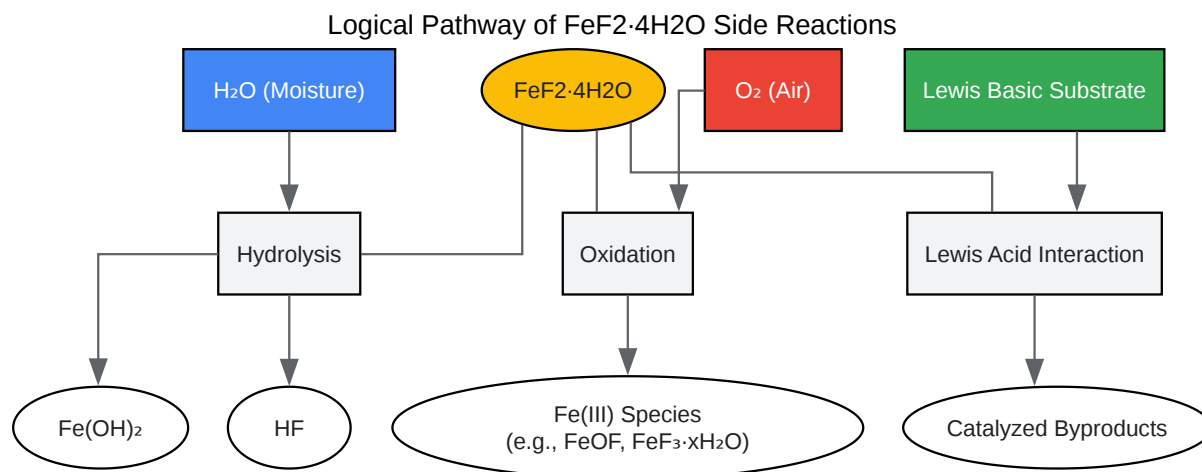 Logical Pathway of FeF2·4H2O Side Reactions
H₂O (Moisture)
FeF2·4H2O
O₂ (Air)
Lewis Basic Substrate
Hydrolysis
Oxidation
Lewis Acid Interaction
Fe(OH)₂
HF
Fe(III) Species
(e.g., FeOF, FeF₃·xH₂O)
Catalyzed Byproducts